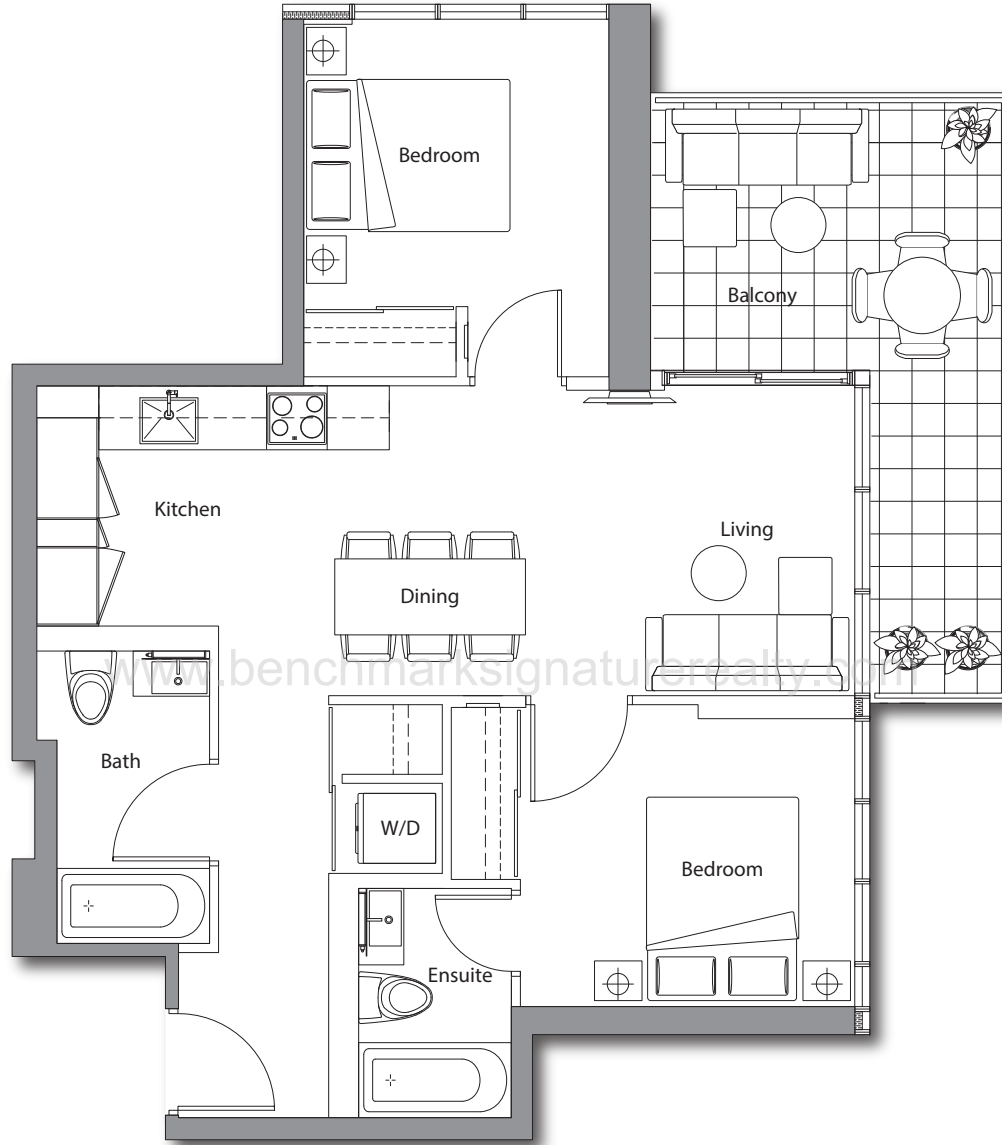 Bedroom
Balcony
Kitchen
Living
Dining
www.benchmarksignaturerealty.com
Bath
W/D
Bedroom
Ensuite